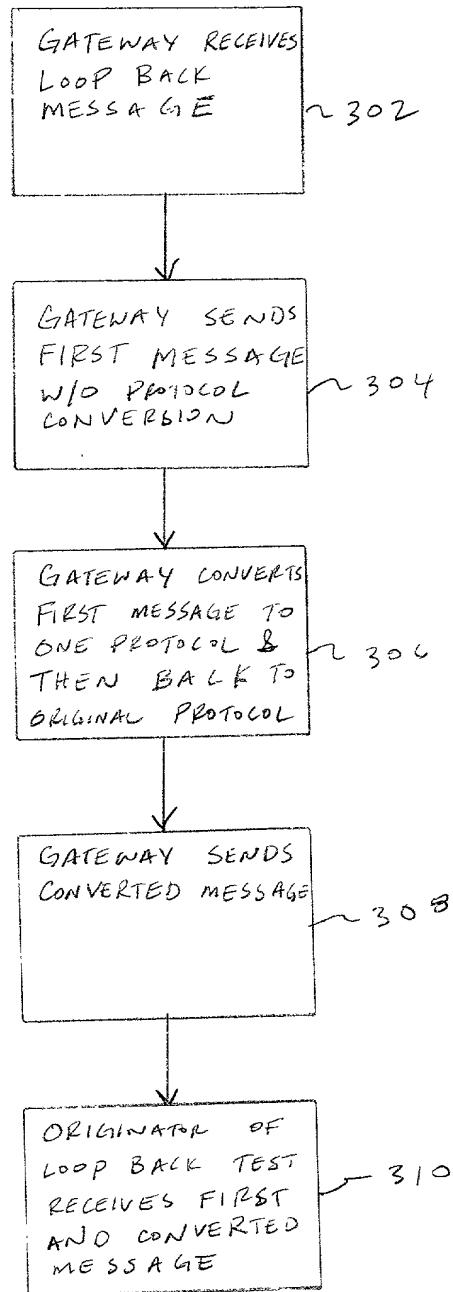 GATEWAY RECEIVES
LOOP BACK
MESSAGE
302
GATEWAY SENDS
FIRST MESSAGE
W/O PROTOCOL
CONVERSION
304
GATEWAY CONVERTS
FIRST MESSAGE TO
ONE PROTOCOL &
THEN BACK TO
ORIGINAL PROTOCOL
306
GATEWAY SENDS
CONVERTED MESSAGE
308
ORIGINATOR OF
LOOP BACK TEST
RECEIVES FIRST
AND CONVERTED
MESSAGE
310